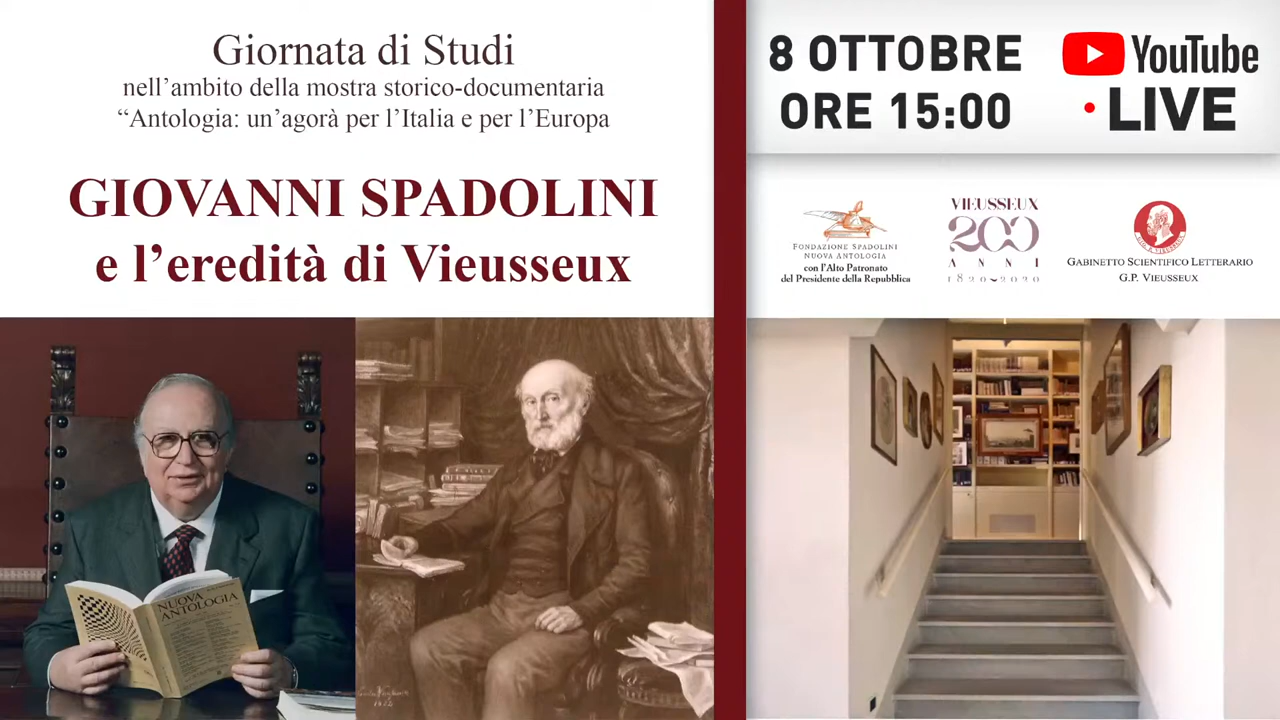 Giornata di Studi
nell’ambito della mostra storico-documentaria
“Antologia: un’agorà per l’Italia e per l’Europa
GIOVANNI SPADOLINI
e l’eredità di Vieusseux
8 OTTOBRE
ORE 15:00
YouTube
LIVE
FONDAZIONE SPADOLINI
NUOVA ANTOLOGIA
con l’Alto Patronato
del Presidente della Repubblica
VIEUSSEUX
200
ANNI
1820 2020
GABINETTO SCIENTIFICO LETTERARIO
G.P. VIEUSSEUX
NUOVA
ANTOLOGIA